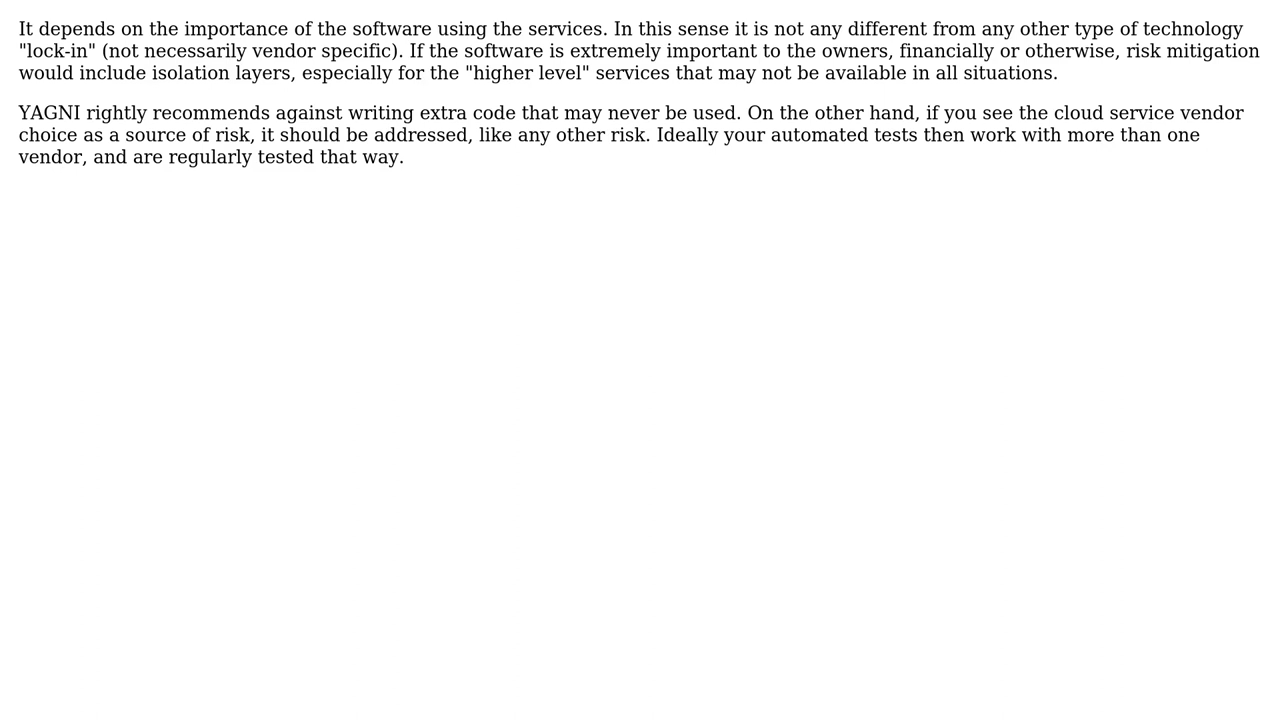 It depends on the importance of the software using the services. In this sense it is not any different from any other type of technology
"lock-in" (not necessarily vendor specific). If the software is extremely important to the owners, financially or otherwise, risk mitigation
would include isolation layers, especially for the "higher level" services that may not be available in all situations.
YAGNI rightly recommends against writing extra code that may never be used. On the other hand, if you see the cloud service vendor
choice as a source of risk, it should be addressed, like any other risk. Ideally your automated tests then work with more than one
vendor, and are regularly tested that way.